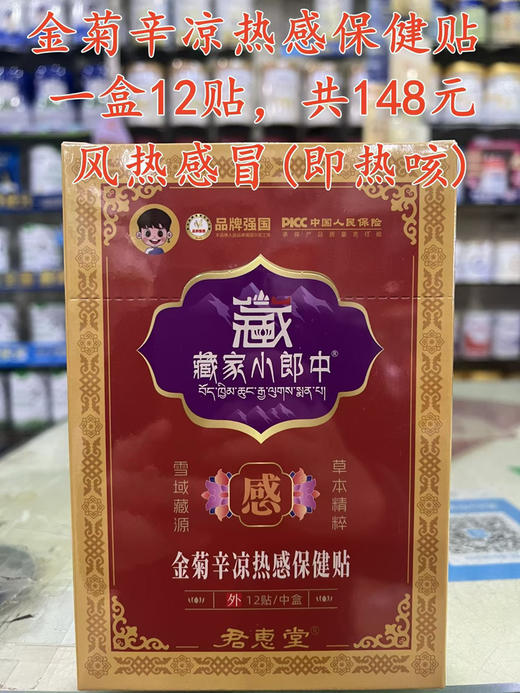 金菊辛凉热感保健贴
一盒12贴，共148元
风热感冒(即热咳)
品牌强国
PICC 中国人民保险
藏
藏家小郎中®
བོད་ཁྱིམ་ཆུང་རྒྱ་ལུགས་སྨན་པ།
雪域藏源
感
草本精粹
金菊辛凉热感保健贴
外 12贴/中盒
君惠堂®